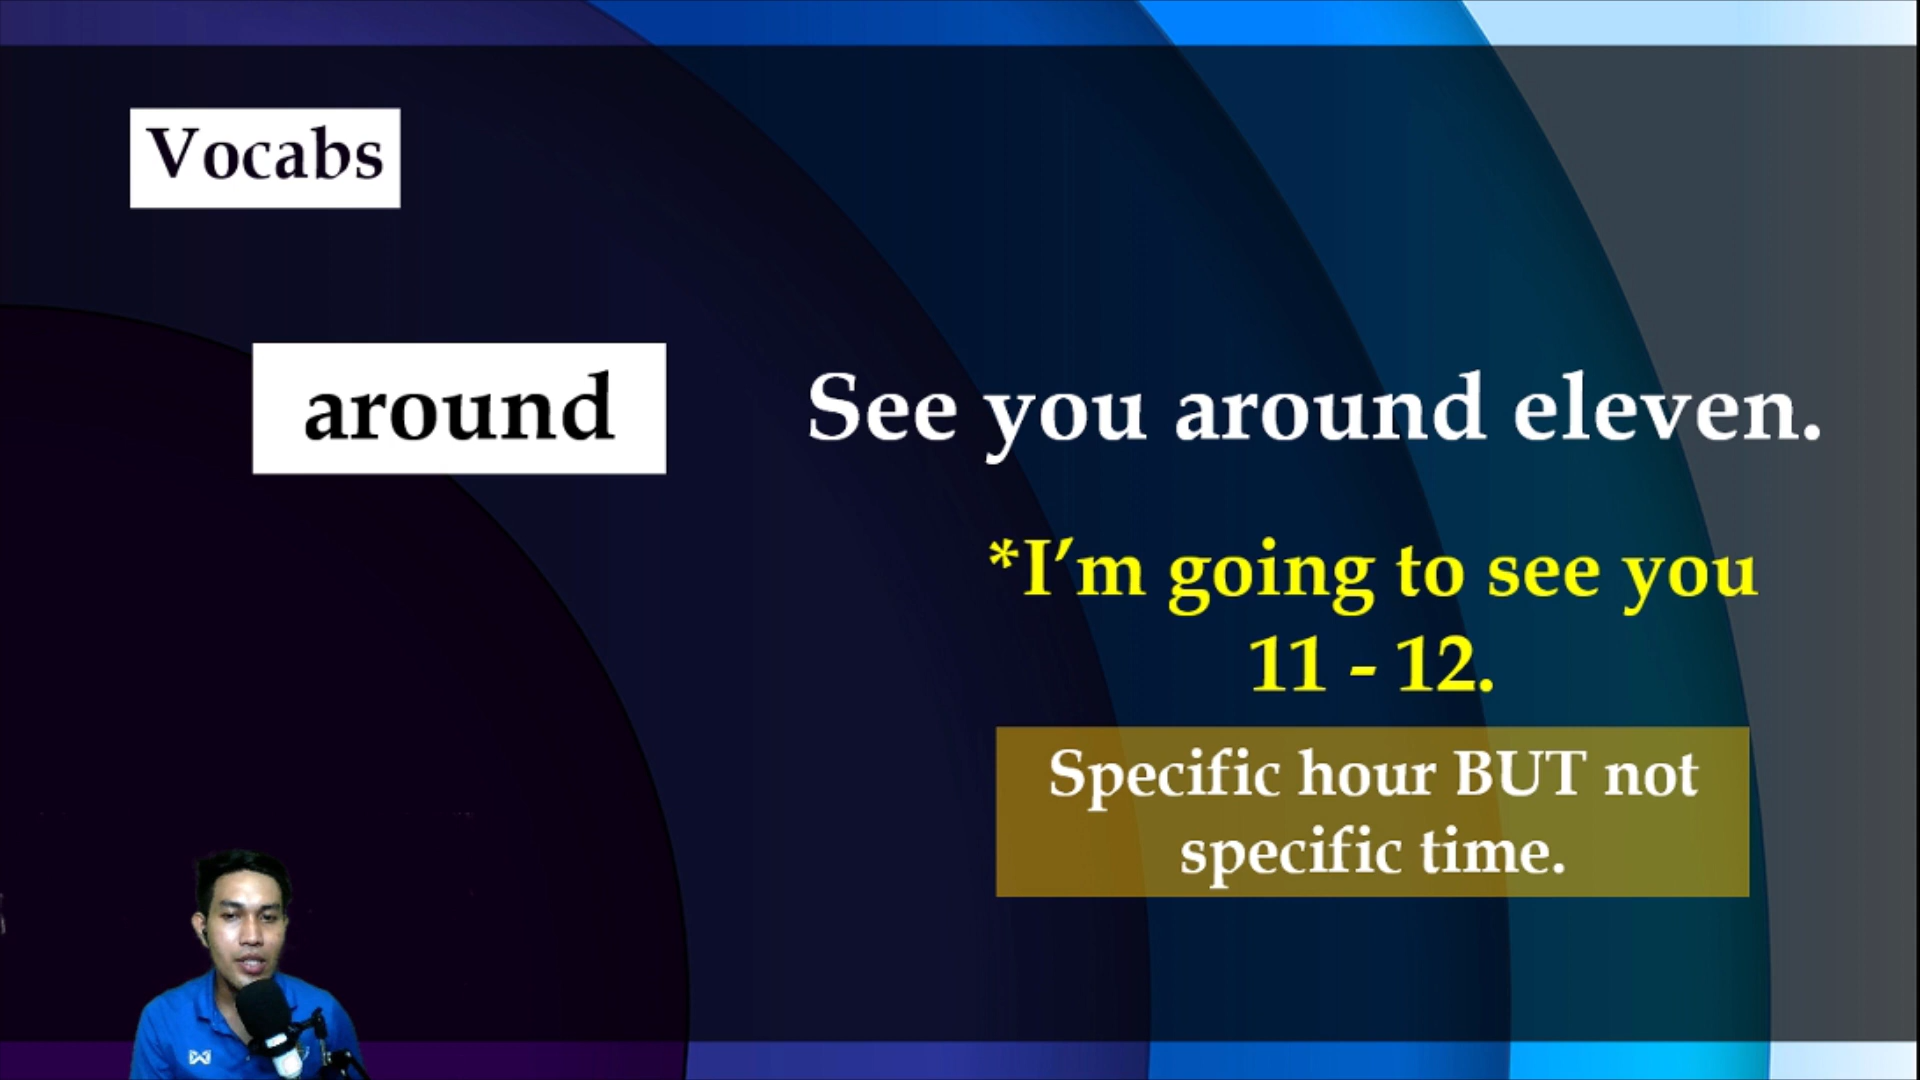 Vocabs
around
See you around eleven.
*I’m going to see you
11 - 12.
Specific hour BUT not
specific time.